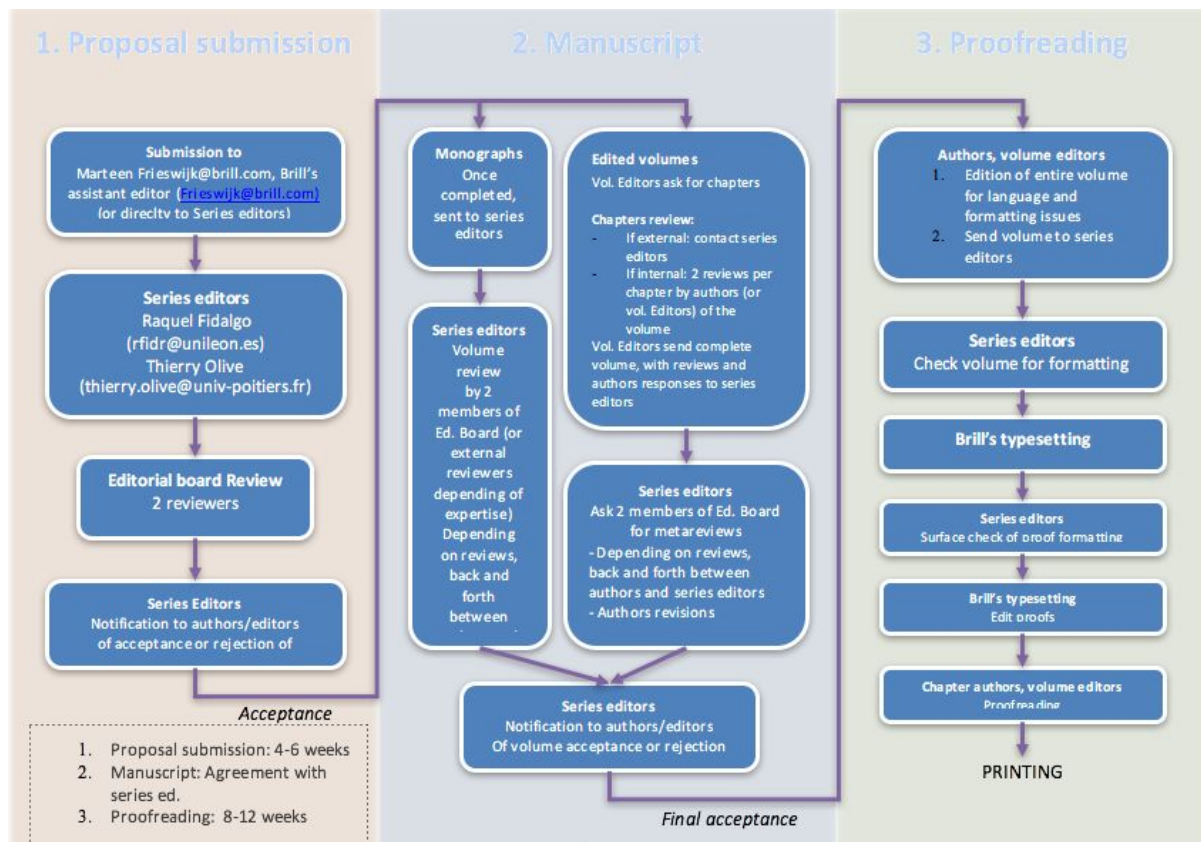 1. Proposal submission
Submission to
Marteen Frieswijk@brill.com, Brill's
assistant editor (Frieswijk@brill.com)
(or direcltv to Series editors)
Series editors
Raquel Fidalgo
(rfidr@unileon.es)
Thierry Olive
(thierry.olive@univ-poitiers.fr)
Editorial board Review
2 reviewers
Series Editors
Notification to authors/editors
of acceptance or rejection of
Acceptance
1. Proposal submission: 4-6 weeks
2. Manuscript: Agreement with
series ed.
3. Proofreading: 8-12 weeks
2. Manuscript
Monographs
Once
completed,
sent to series
editors
Series editors
Volume
review
by 2
members of
Ed. Board (or
external
reviewers
depending of
expertise)
Depending
on reviews,
back and
forth
between
Edited volumes
Vol. Editors ask for chapters
Chapters review:
- If external: contact series
editors
- If internal: 2 reviews per
chapter by authors (or
vol. Editors) of the
volume
Vol. Editors send complete
volume, with reviews and
authors responses to series
editors
Series editors
Ask 2 members of Ed. Board
for metareviews
- Depending on reviews,
back and forth between
authors and series editors
- Authors revisions
Series editors
Notification to authors/editors
Of volume acceptance or rejection
Final acceptance
3. Proofreading
Authors, volume editors
1. Edition of entire volume
for language and
formatting issues
2. Send volume to series
editors
Series editors
Check volume for formatting
Brill's typesetting
Series editors
Surface check of proof formatting
Brill's typesetting
Edit proofs
Chapter authors, volume editors
Proofreading
PRINTING